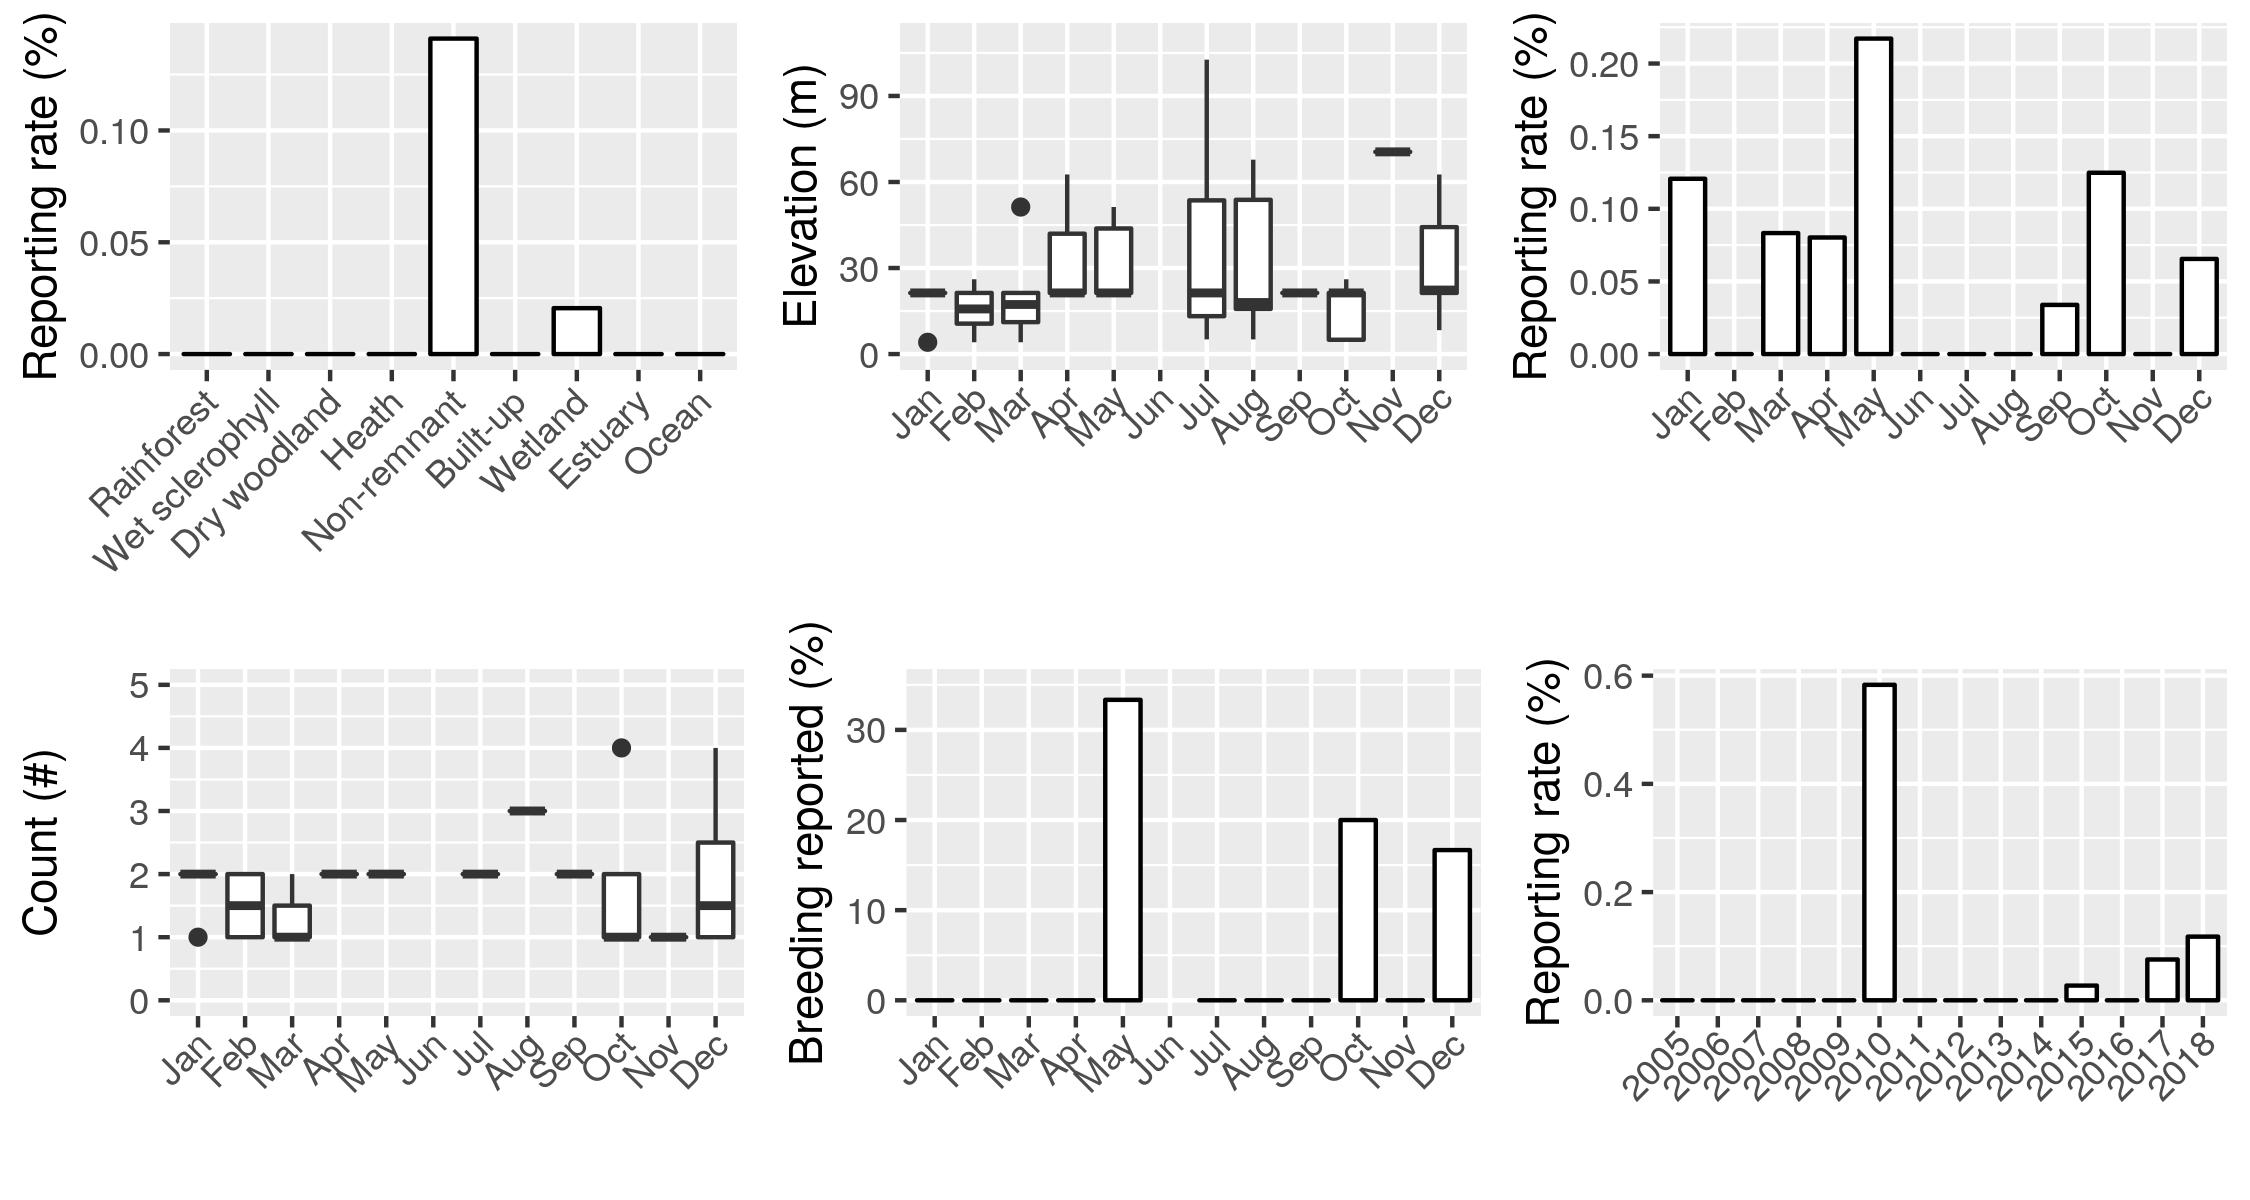 Reporting rate (%)
0.10
0.05
0.00
Rainforest
Wet sclerophyll
Dry woodland
Heath
Non-remnant
Built-up
Wetland
Estuary
Ocean
Elevation (m)
90
60
30
0
Jan
Feb
Mar
Apr
May
Jun
Jul
Aug
Sep
Oct
Nov
Dec
Reporting rate (%)
0.20
0.15
0.10
0.05
0.00
Jan
Feb
Mar
Apr
May
Jun
Jul
Aug
Sep
Oct
Nov
Dec
Count (#)
5
4
3
2
1
0
Jan
Feb
Mar
Apr
May
Jun
Jul
Aug
Sep
Oct
Nov
Dec
Breeding reported (%)
30
20
10
0
Jan
Feb
Mar
Apr
May
Jun
Jul
Aug
Sep
Oct
Nov
Dec
Reporting rate (%)
0.6
0.4
0.2
0.0
2005
2006
2007
2008
2009
2010
2011
2012
2013
2014
2015
2016
2017
2018